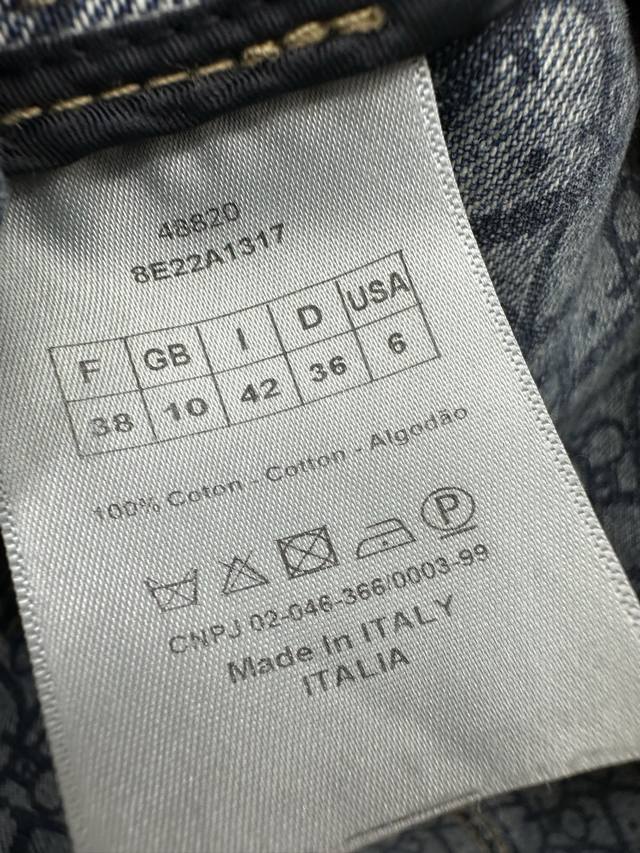 48820
8E22A1317
F GB I D USA
38 10 42 36 6
100% Coton - Cotton - Algodão
P
CNPJ 02-046-366/0003-99
Made In ITALY
ITALIA